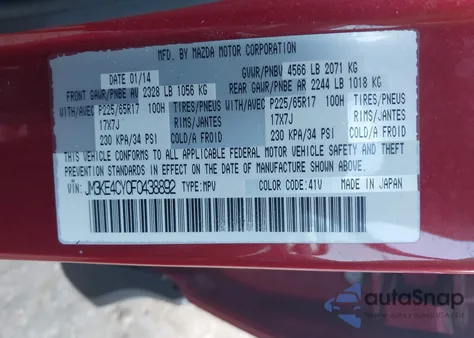 MFD. BY MAZDA MOTOR CORPORATION
DATE 01/14 GVWR/PNBV 4566 LB 2071 KG
FRONT GAWR/PNBE AV 2328 LB 1056 KG REAR GAWR/PNBE AR 2244 LB 1018 KG
WITH/AVEC P225/65R17 100H TIRES/PNEUS WITH/AVEC P225/65R17 100H TIRES/PNEUS
17X7J RIMS/JANTES 17X7J RIMS/JANTES
230 KPA/34 PSI COLD/A FROID 230 KPA/34 PSI COLD/A FROID
THIS VEHICLE CONFORMS TO ALL APPLICABLE FEDERAL MOTOR VEHICLE SAFETY AND THEFT
PREVENTION STANDARDS IN EFFECT ON THE DATE OF MANUFACTURE SHOWN ABOVE.
VIN: JM3KE4CY0F0438892 TYPE:MPV COLOR CODE:41V MADE IN JAPAN
autoSnap